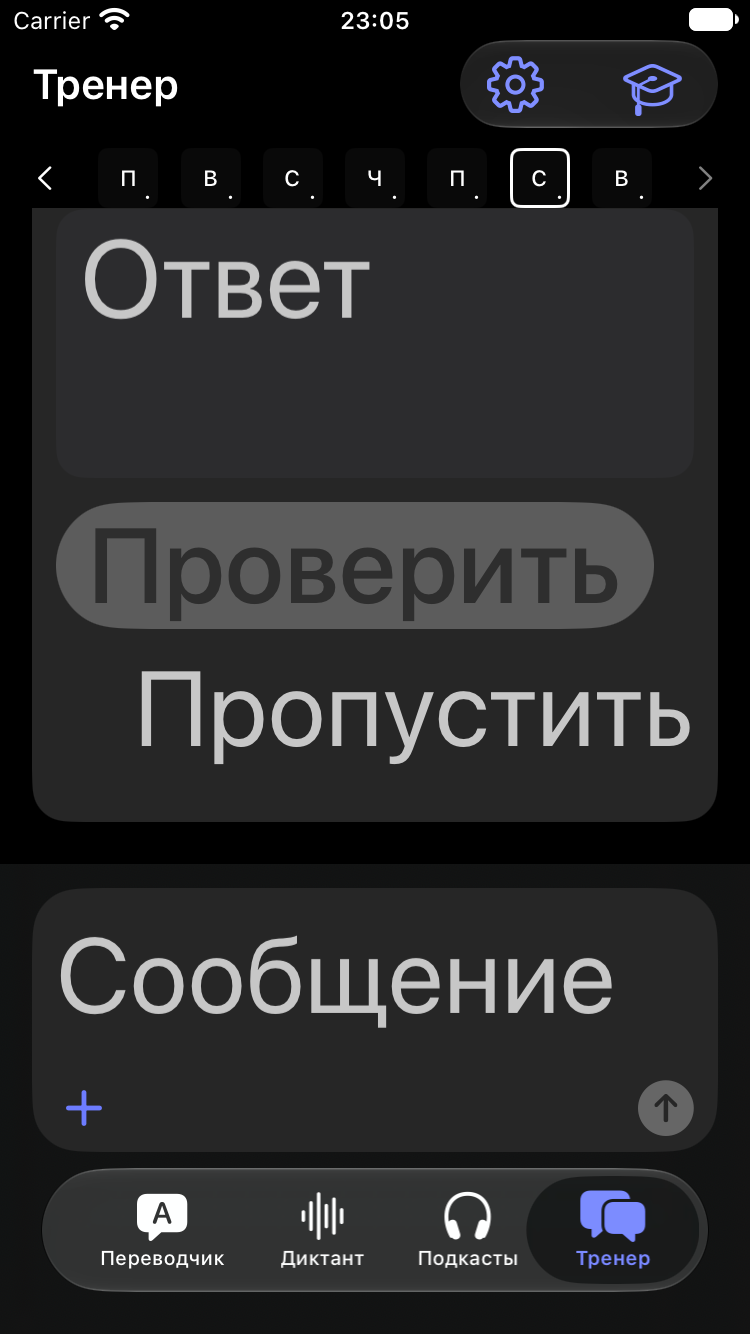 Carrier 23:05
Тренер
п. в. с. ч. п. с. в.
Ответ
Проверить
Пропустить
Сообщение
A
Переводчик Диктант Подкасты Тренер